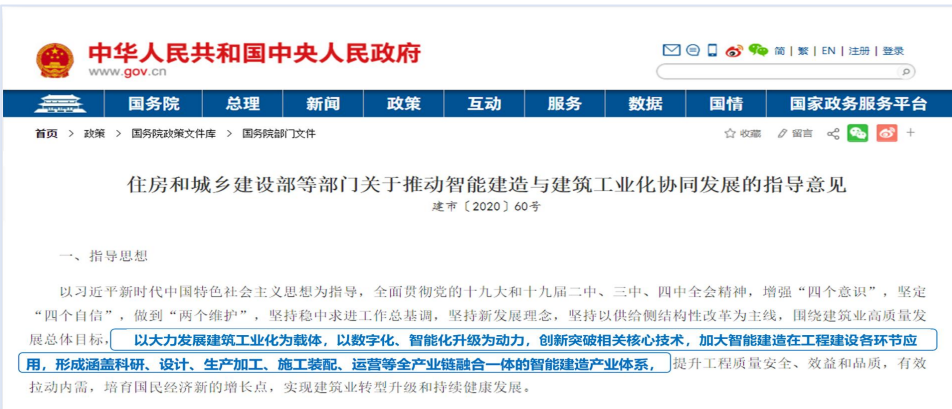 中华人民共和国中央人民政府
www.gov.cn
简 | 繁 | EN | 注册 | 登录
国务院 总理 新闻 政策 互动 服务 数据 国情 国家政务服务平台
首页 > 政策 > 国务院政策文件库 > 国务院部门文件
收藏 留言
住房和城乡建设部等部门关于推动智能建造与建筑工业化协同发展的指导意见
建市〔2020〕60号
一、指导思想
以习近平新时代中国特色社会主义思想为指导，全面贯彻党的十九大和十九届二中、三中、四中全会精神，增强“四个意识”，坚定
“四个自信”，做到“两个维护”，坚持稳中求进工作总基调，坚持新发展理念，坚持以供给侧结构性改革为主线，围绕建筑业高质量发
展总体目标，以大力发展建筑工业化为载体，以数字化、智能化升级为动力，创新突破相关核心技术，加大智能建造在工程建设各环节应
用，形成涵盖科研、设计、生产加工、施工装配、运营等全产业链融合一体的智能建造产业体系，提升工程质量安全、效益和品质，有效
拉动内需，培育国民经济新的增长点，实现建筑业转型升级和持续健康发展。